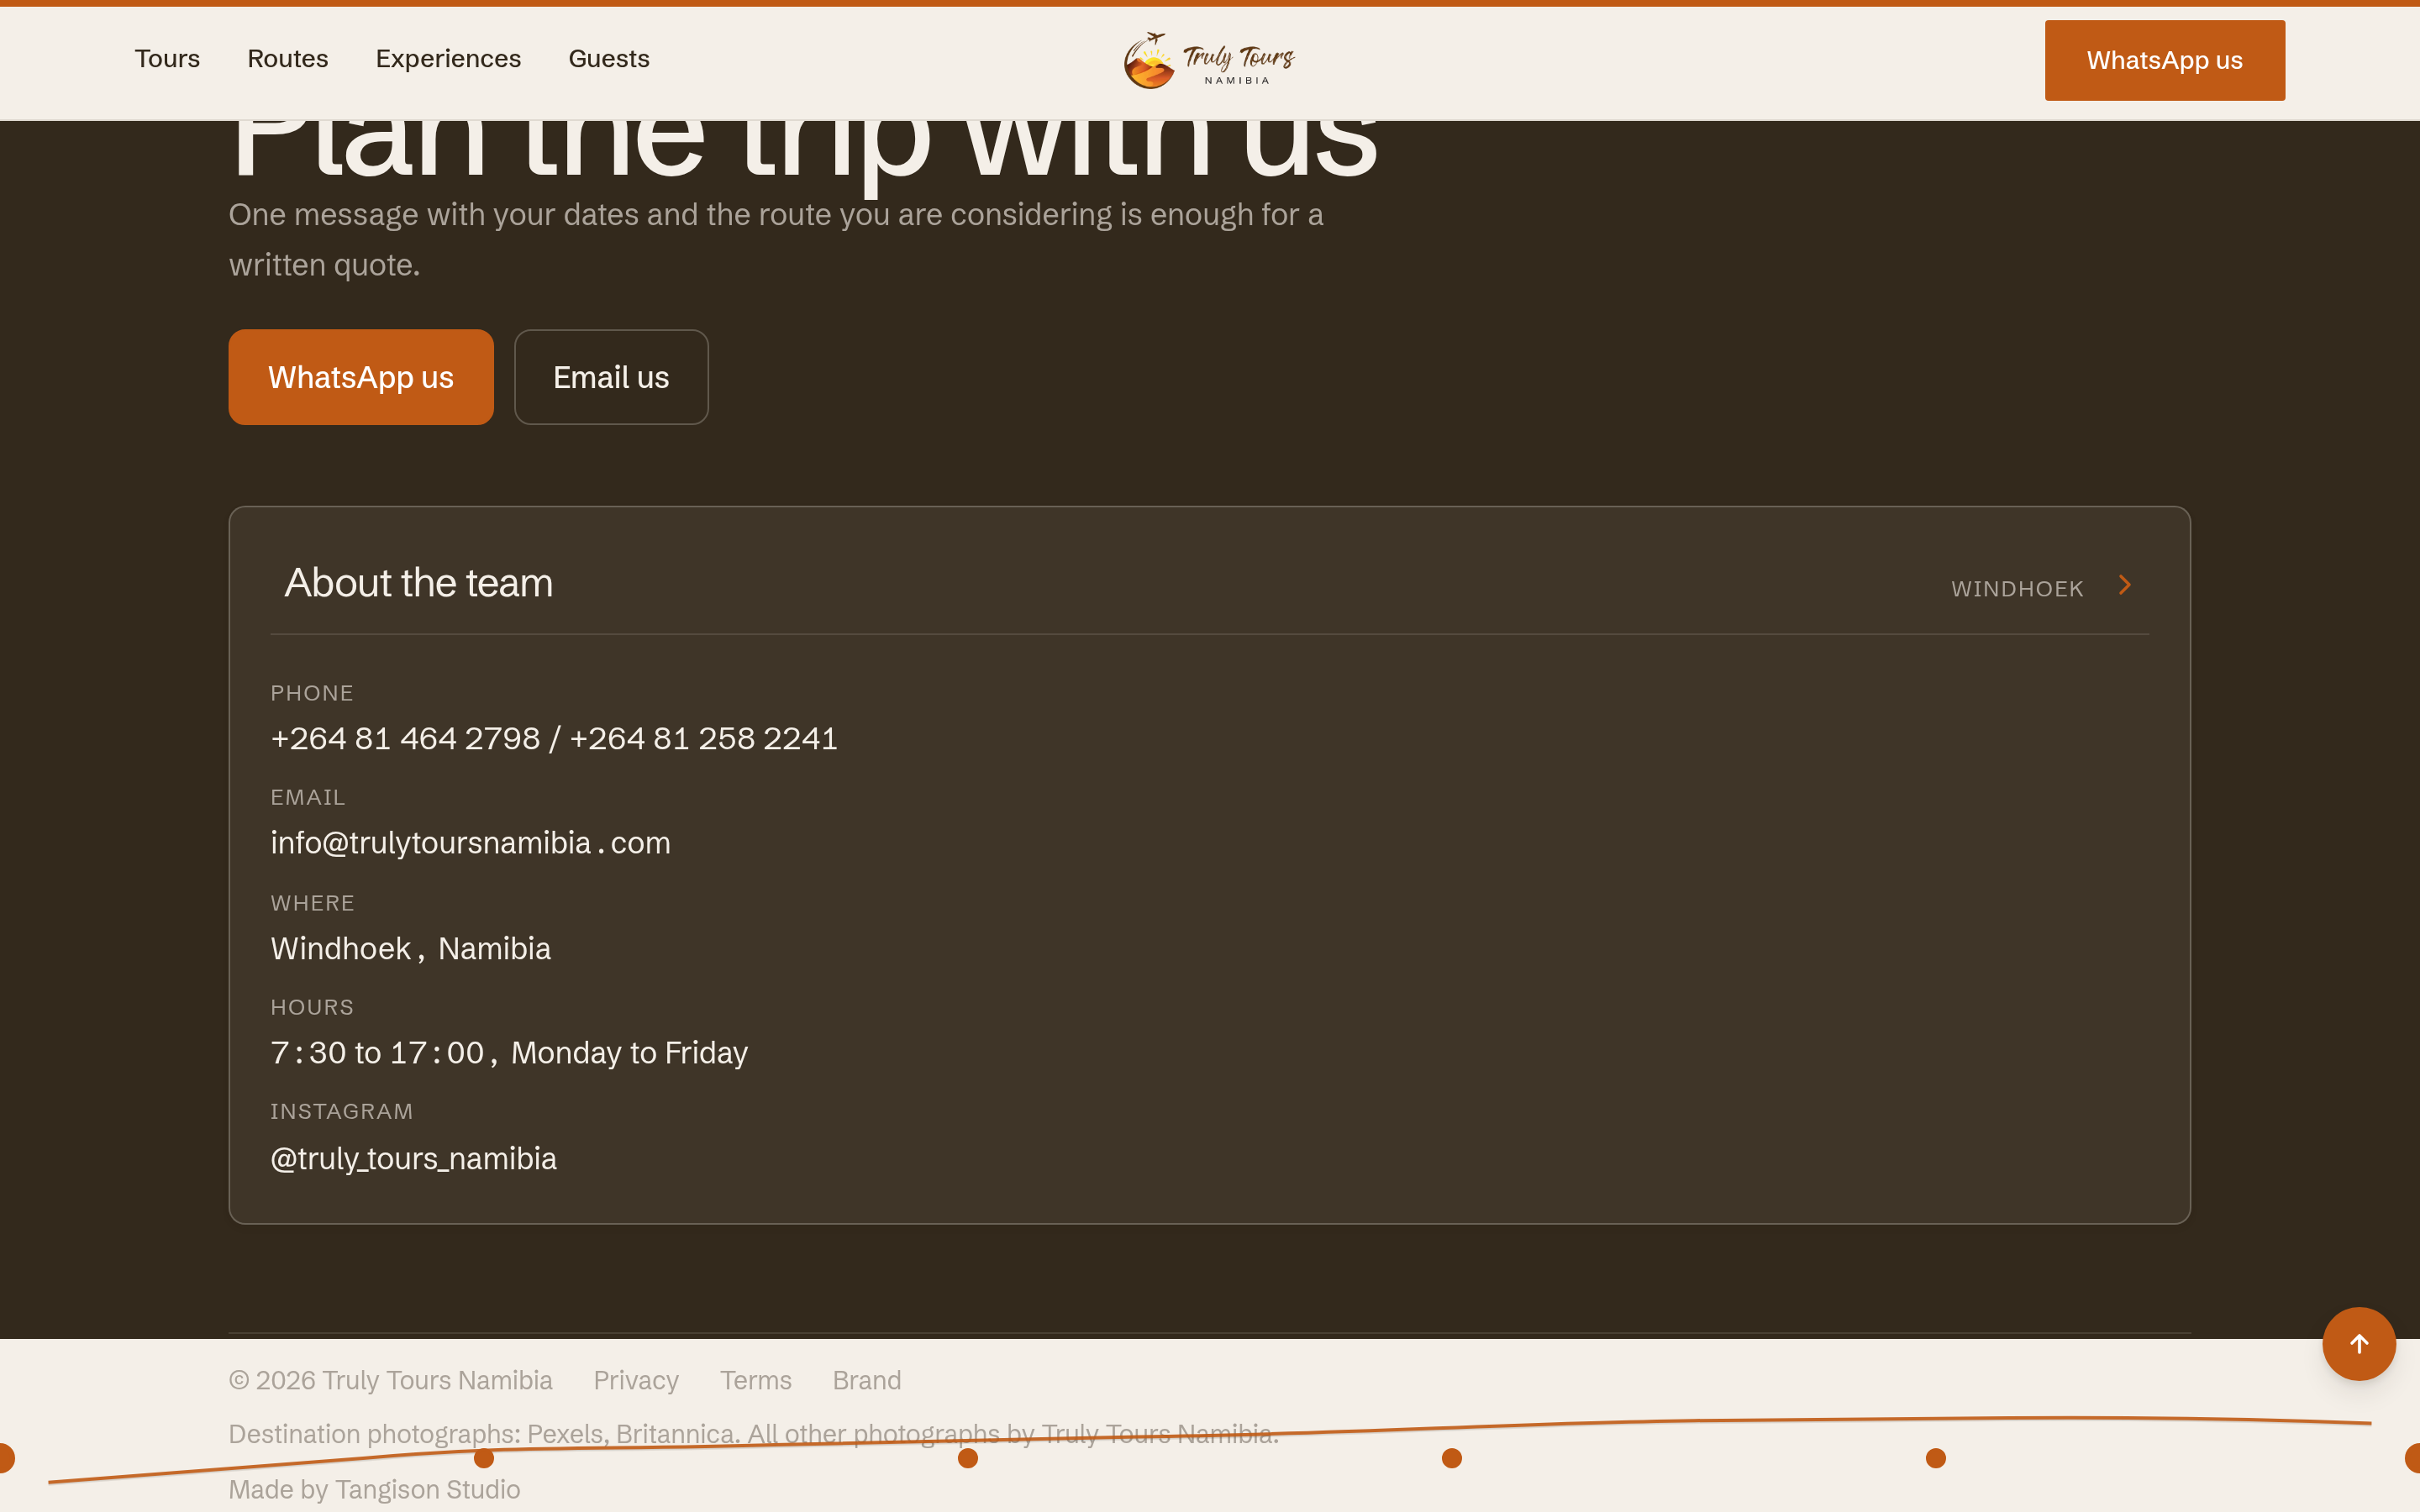 Tours Routes Experiences Guests
Truly Tours
NAMIBIA
WhatsApp us
Plan the trip with us
One message with your dates and the route you are considering is enough for a
written quote.
WhatsApp us Email us
About the team
WINDHOEK
PHONE
+264 81 464 2798 / +264 81 258 2241
EMAIL
info@trulytoursnamibia.com
WHERE
Windhoek, Namibia
HOURS
7:30 to 17:00, Monday to Friday
INSTAGRAM
@truly_tours_namibia
© 2026 Truly Tours Namibia Privacy Terms Brand
Destination photographs: Pexels, Britannica. All other photographs by Truly Tours Namibia.
Made by Tangison Studio